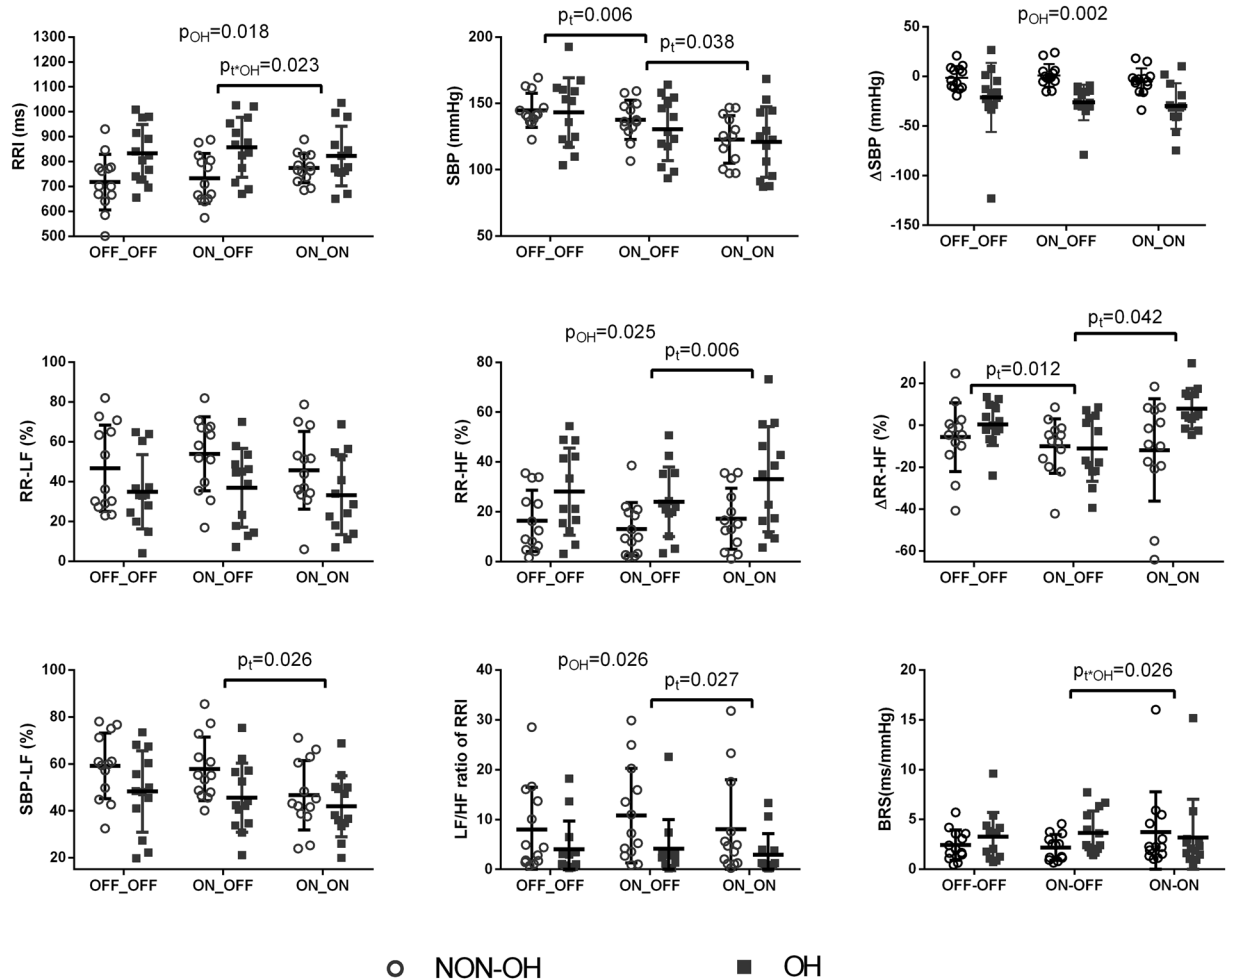 pOH=0.018
pt*OH=0.023
RRI (ms)
1300
1200
1100
1000
900
800
700
600
500
OFF_OFF ON_OFF ON_ON
pt=0.006
pt=0.038
SBP (mmHg)
200
150
100
50
OFF_OFF ON_OFF ON_ON
pOH=0.002
ΔSBP (mmHg)
50
0
-50
-100
-150
OFF_OFF ON_OFF ON_ON
RR-LF (%)
100
80
60
40
20
0
OFF_OFF ON_OFF ON_ON
pOH=0.025
pt=0.006
RR-HF (%)
80
60
40
20
0
OFF_OFF ON_OFF ON_ON
pt=0.042
pt=0.012
ΔRR-HF (%)
20
0
-20
-40
-60
OFF_OFF ON_OFF ON_ON
pt=0.026
SBP-LF (%)
100
80
60
40
20
OFF_OFF ON_OFF ON_ON
pOH=0.026
pt=0.027
LF/HF ratio of RRI
40
30
20
10
0
OFF_OFF ON_OFF ON_ON
pt*OH=0.026
BRS(ms/mmHg)
20
15
10
5
0
OFF-OFF ON-OFF ON-ON
NON-OH OH